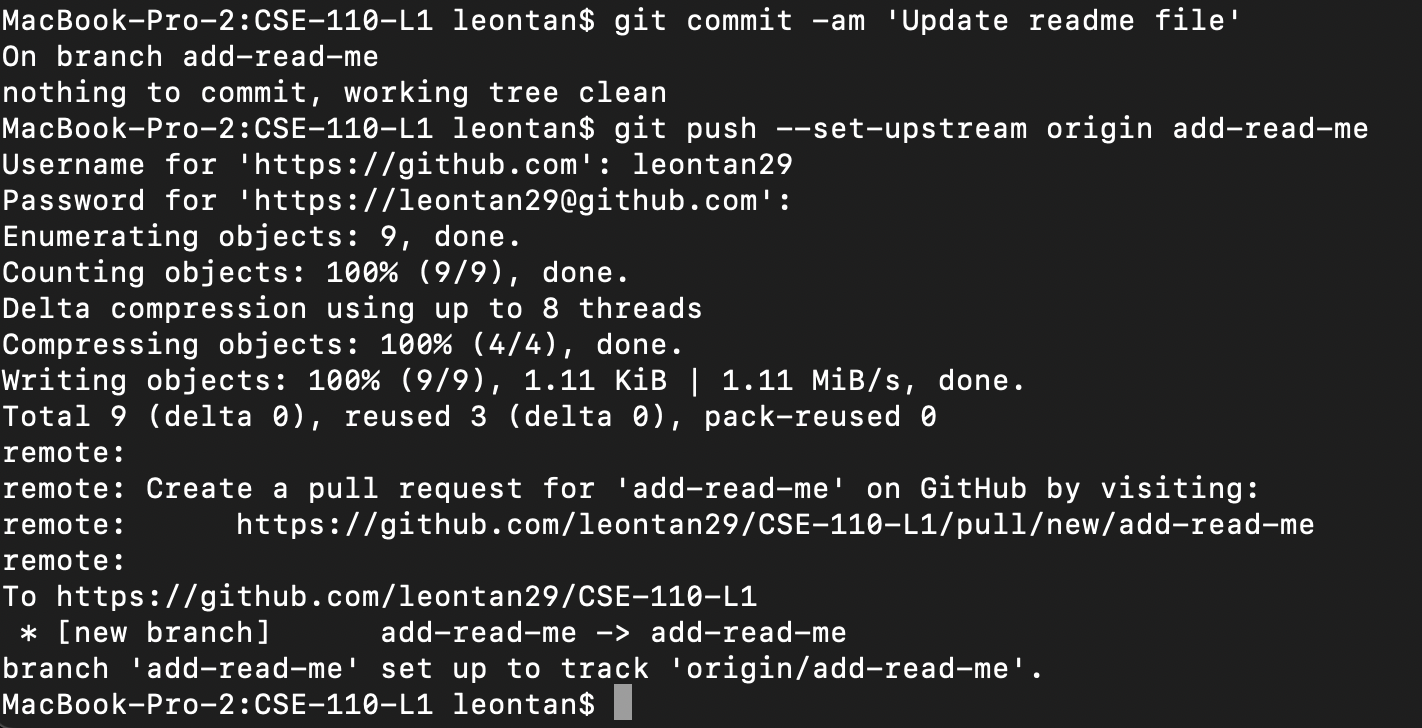 MacBook-Pro-2:CSE-110-L1 leontan$ git commit -am 'Update readme file'
On branch add-read-me
nothing to commit, working tree clean
MacBook-Pro-2:CSE-110-L1 leontan$ git push --set-upstream origin add-read-me
Username for 'https://github.com': leontan29
Password for 'https://leontan29@github.com':
Enumerating objects: 9, done.
Counting objects: 100% (9/9), done.
Delta compression using up to 8 threads
Compressing objects: 100% (4/4), done.
Writing objects: 100% (9/9), 1.11 KiB | 1.11 MiB/s, done.
Total 9 (delta 0), reused 3 (delta 0), pack-reused 0
remote:
remote: Create a pull request for 'add-read-me' on GitHub by visiting:
remote:      https://github.com/leontan29/CSE-110-L1/pull/new/add-read-me
remote:
To https://github.com/leontan29/CSE-110-L1
 * [new branch]      add-read-me -> add-read-me
branch 'add-read-me' set up to track 'origin/add-read-me'.
MacBook-Pro-2:CSE-110-L1 leontan$